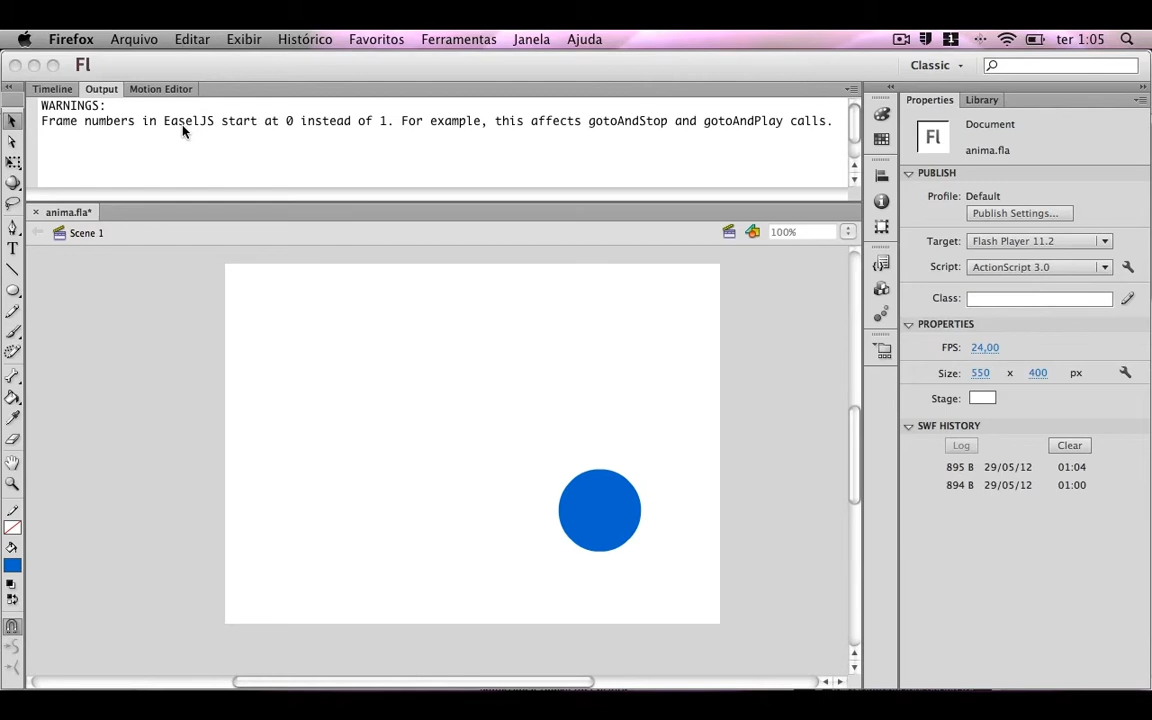 Firefox Arquivo Editar Exibir Histórico Favoritos Ferramentas Janela Ajuda 1 ter 1:05
Fl Classic
Timeline Output Motion Editor
WARNINGS:
Frame numbers in EaselJS start at 0 instead of 1. For example, this affects gotoAndStop and gotoAndPlay calls.
anima.fla*
Scene 1 100%
Properties Library
Fl
Document
anima.fla
PUBLISH
Profile: Default
Publish Settings...
Target: Flash Player 11.2
Script: ActionScript 3.0
Class:
PROPERTIES
FPS: 24,00
Size: 550 x 400 px
Stage:
SWF HISTORY
Log Clear
895 B 29/05/12 01:04
894 B 29/05/12 01:00